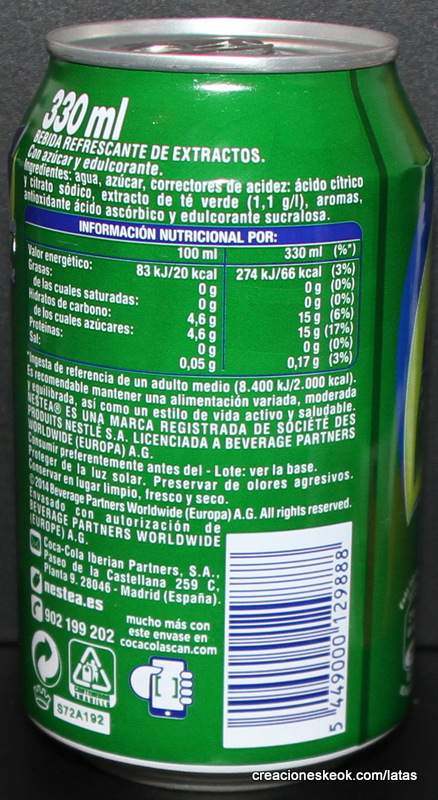 330 ml
BEBIDA REFRESCANTE DE EXTRACTOS.
Con azúcar y edulcorante.
Ingredientes: agua, azúcar, correctores de acidez: ácido cítrico
y citrato sódico, extracto de té verde (1,1 g/l), aromas,
antioxidante ácido ascórbico y edulcorante sucralosa.
INFORMACIÓN NUTRICIONAL POR:
100 ml 330 ml (%*)
Valor energético: 83 kJ/20 kcal 274 kJ/66 kcal (3%)
Grasas: 0 g 0 g (0%)
de las cuales saturadas: 0 g 0 g (0%)
Hidratos de carbono: 4,6 g 15 g (6%)
de los cuales azúcares: 4,6 g 15 g (17%)
Proteínas: 0 g 0 g (0%)
Sal: 0,05 g 0,17 g (3%)
*Ingesta de referencia de un adulto medio (8.400 kJ/2.000 kcal).
Es recomendable mantener una alimentación variada, moderada
y equilibrada, así como un estilo de vida activo y saludable.
NESTEA® ES UNA MARCA REGISTRADA DE SOCIÉTÉ DES
PRODUITS NESTLÉ S.A. LICENCIADA A BEVERAGE PARTNERS
WORLDWIDE (EUROPA) A.G.
Consumir preferentemente antes del - Lote: ver la base.
Proteger de la luz solar. Preservar de olores agresivos.
Conservar en lugar limpio, fresco y seco.
©2014 Beverage Partners Worldwide (Europa) A.G. All rights reserved.
Envasado con autorización de
BEVERAGE PARTNERS WORLDWIDE
(EUROPE) A.G.
Coca-Cola Iberian Partners, S.A.,
Paseo de la Castellana 259 C,
Planta 9. 28046 - Madrid (España).
nestea.es
902 199 202
mucho más con
este envase en
cocacolascan.com
S72A192
5 449000 129888
creacioneskeok.com/latas